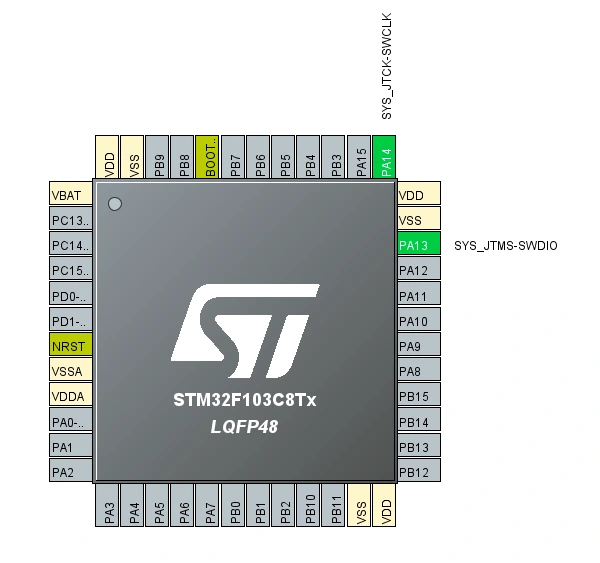 SYS_JTCK-SWCLK
VDD
VSS
PB9
PB8
BOOT..
PB7
PB6
PB5
PB4
PB3
PA15
PA14
VBAT
PC13..
PC14..
PC15..
PD0-..
PD1-..
NRST
VSSA
VDDA
PA0-..
PA1
PA2
VDD
VSS
PA13 SYS_JTMS-SWDIO
PA12
PA11
PA10
PA9
PA8
PB15
PB14
PB13
PB12
ST
STM32F103C8Tx
LQFP48
PA3
PA4
PA5
PA6
PA7
PB0
PB1
PB2
PB10
PB11
VSS
VDD